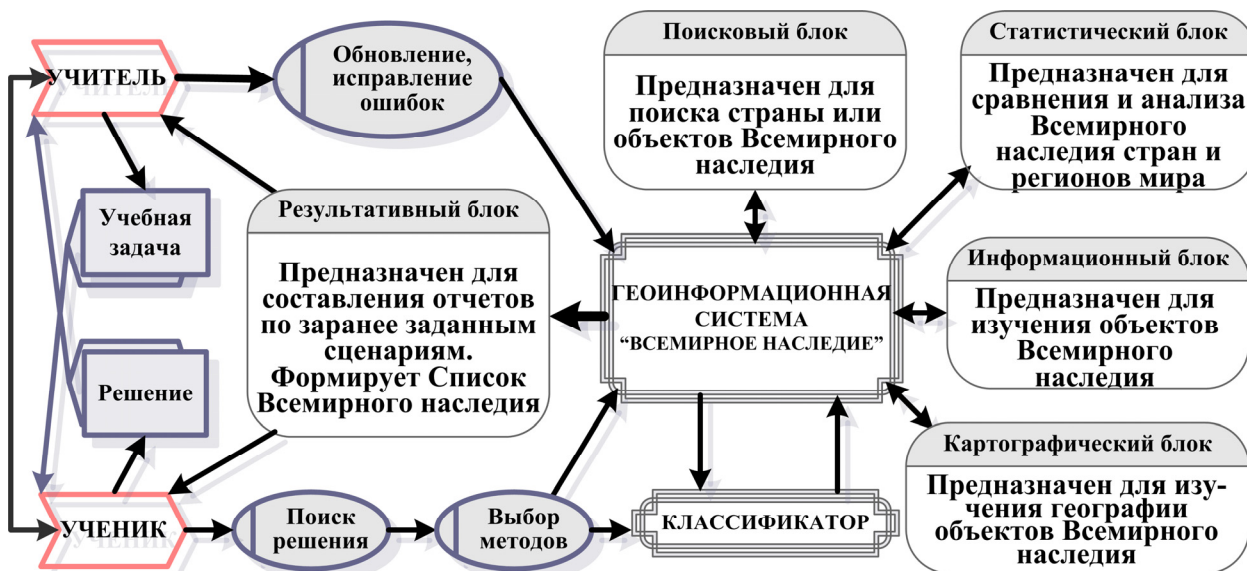 УЧИТЕЛЬ
Обновление,
исправление
ошибок
Поисковый блок
Предназначен для
поиска страны или
объектов Всемирного
наследия
Статистический блок
Предназначен для
сравнения и анализа
Всемирного
наследия стран и
регионов мира
Учебная
задача
Результативный блок
Предназначен для
составления отчетов
по заранее заданным
сценариям.
Формирует Список
Всемирного наследия
ГЕОИНФОРМАЦИОННАЯ
СИСТЕМА
“ВСЕМИРНОЕ НАСЛЕДИЕ”
Информационный блок
Предназначен для
изучения объектов
Всемирного
наследия
Решение
Картографический блок
Предназначен для изу-
чения географии
объектов Всемирного
наследия
УЧЕНИК
Поиск
решения
Выбор
методов
КЛАССИФИКАТОР